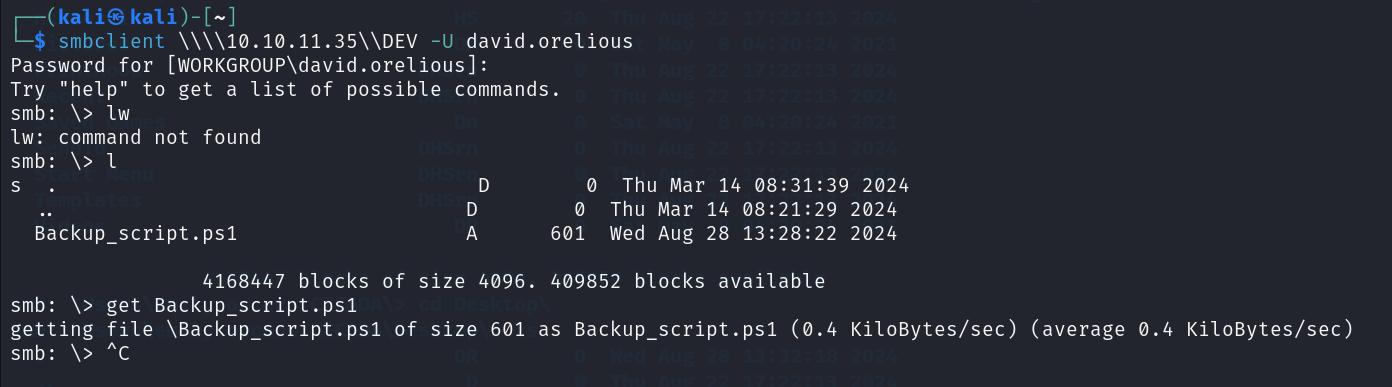 ┌──(kali㉿kali)-[~]
└─$ smbclient \\\\10.10.11.35\\DEV -U david.orelious
Password for [WORKGROUP\david.orelious]:
Try "help" to get a list of possible commands.
smb: \> lw
lw: command not found
smb: \> l
s  .                                   D        0  Thu Mar 14 08:31:39 2024
  ..                                  D        0  Thu Mar 14 08:21:29 2024
  Backup_script.ps1                   A      601  Wed Aug 28 13:28:22 2024

                4168447 blocks of size 4096. 409852 blocks available
smb: \> get Backup_script.ps1
getting file \Backup_script.ps1 of size 601 as Backup_script.ps1 (0.4 KiloBytes/sec) (average 0.4 KiloBytes/sec)
smb: \> ^C